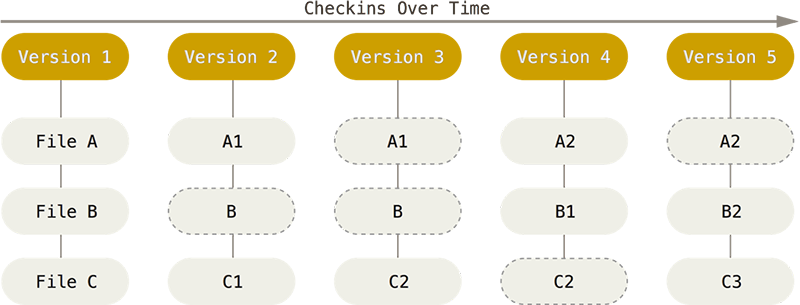 Checkins Over Time
Version 1 Version 2 Version 3 Version 4 Version 5
File A A1 A1 A2 A2
File B B B B1 B2
File C C1 C2 C2 C3